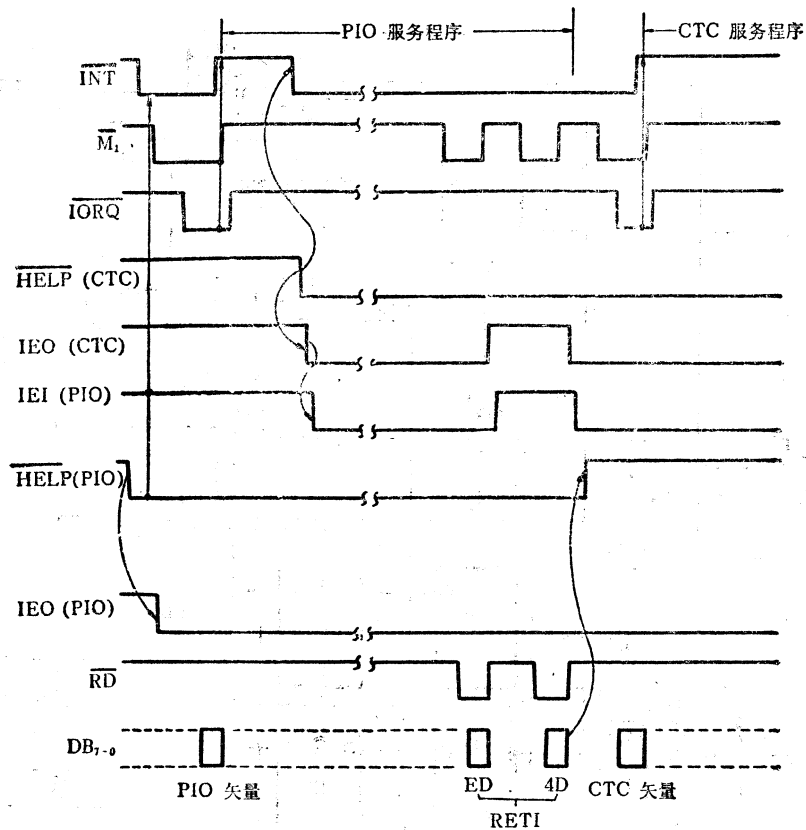 PIO 服务程序
CTC 服务程序
INT
M₁
IORQ
HELP (CTC)
IEO (CTC)
IEI (PIO)
HELP(PIO)
IEO (PIO)
RD
DB₇₋₀
PIO 矢量
ED
4D
CTC 矢量
RETI